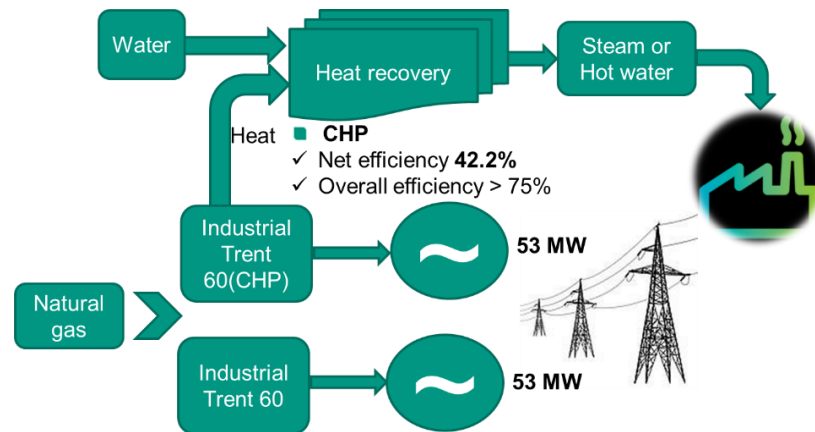 Water
Heat recovery
Steam or
Hot water
Heat
CHP
✓ Net efficiency 42.2%
✓ Overall efficiency > 75%
Industrial
Trent
60(CHP)
~
53 MW
Natural
gas
Industrial
Trent 60
~
53 MW